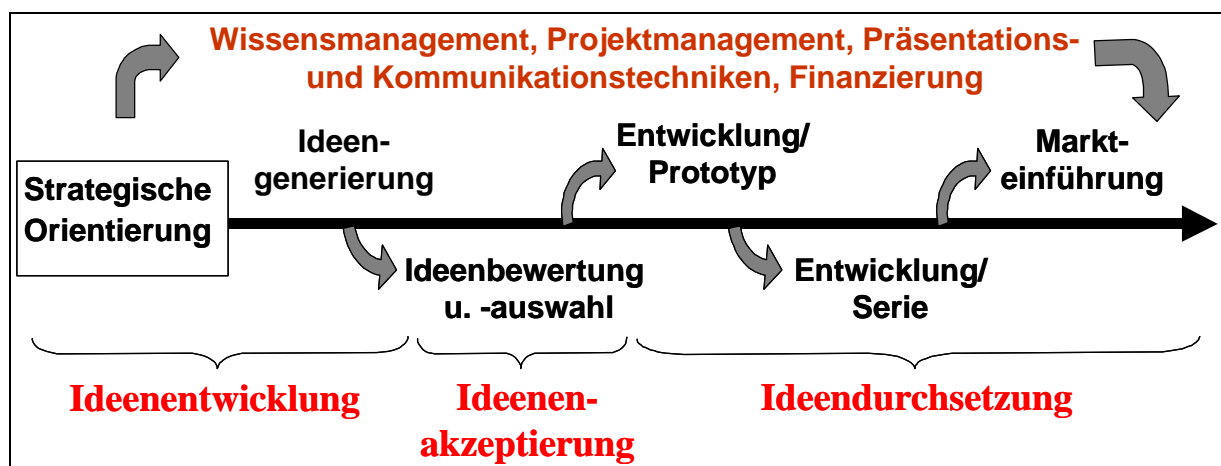 Wissensmanagement, Projektmanagement, Präsentations-
und Kommunikationstechniken, Finanzierung
Strategische
Orientierung
Ideen-
generierung
Ideenbewertung
u. -auswahl
Entwicklung/
Prototyp
Entwicklung/
Serie
Markt-
einführung
Ideenentwicklung
Ideenen-
akzeptierung
Ideendurchsetzung